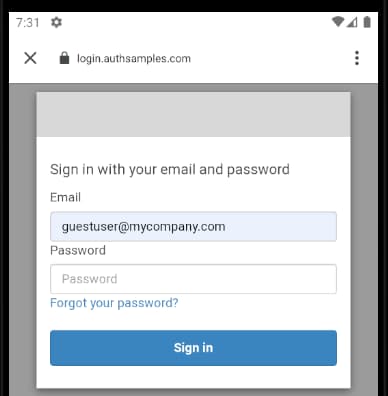 7:31
login.authsamples.com
Sign in with your email and password
Email
guestuser@mycompany.com
Password
Password
Forgot your password?
Sign in